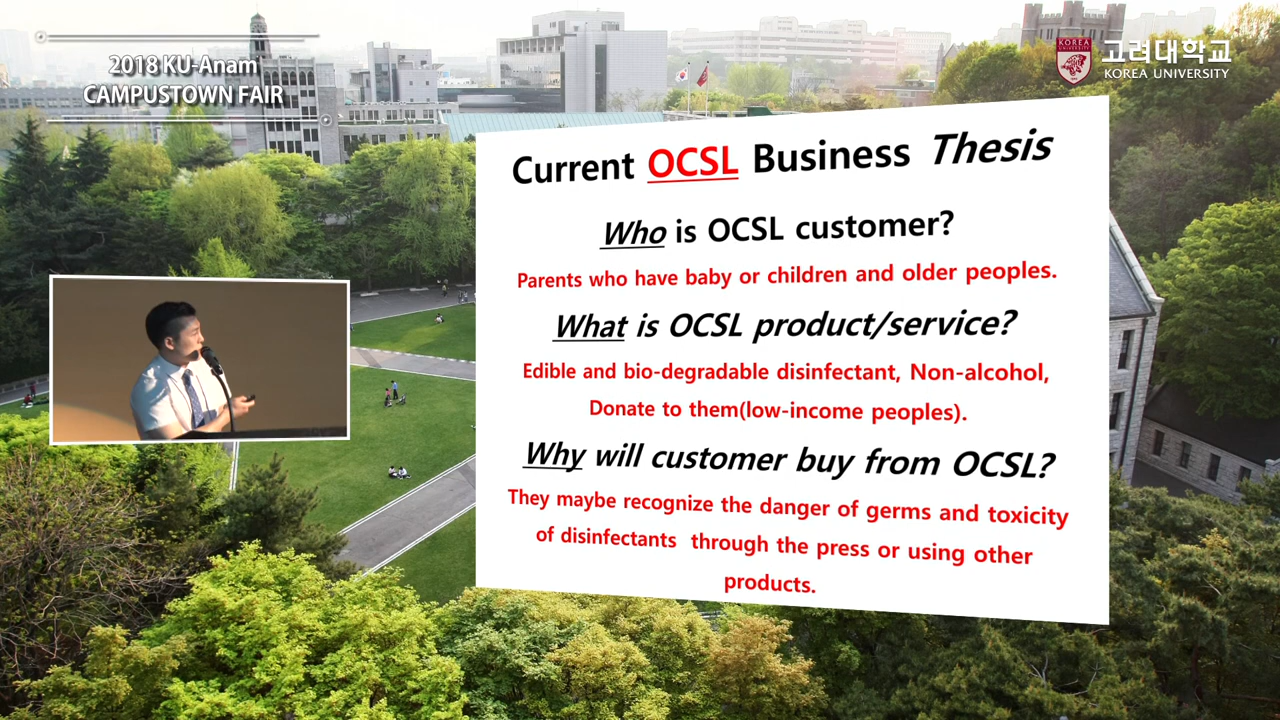 2018 KU-Anam
CAMPUSTOWN FAIR
KOREA
UNIVERSITY
고려대학교
KOREA UNIVERSITY
Current OCSL Business Thesis
Who is OCSL customer?
Parents who have baby or children and older peoples.
What is OCSL product/service?
Edible and bio-degradable disinfectant, Non-alcohol,
Donate to them(low-income peoples).
Why will customer buy from OCSL?
They maybe recognize the danger of germs and toxicity
of disinfectants through the press or using other
products.